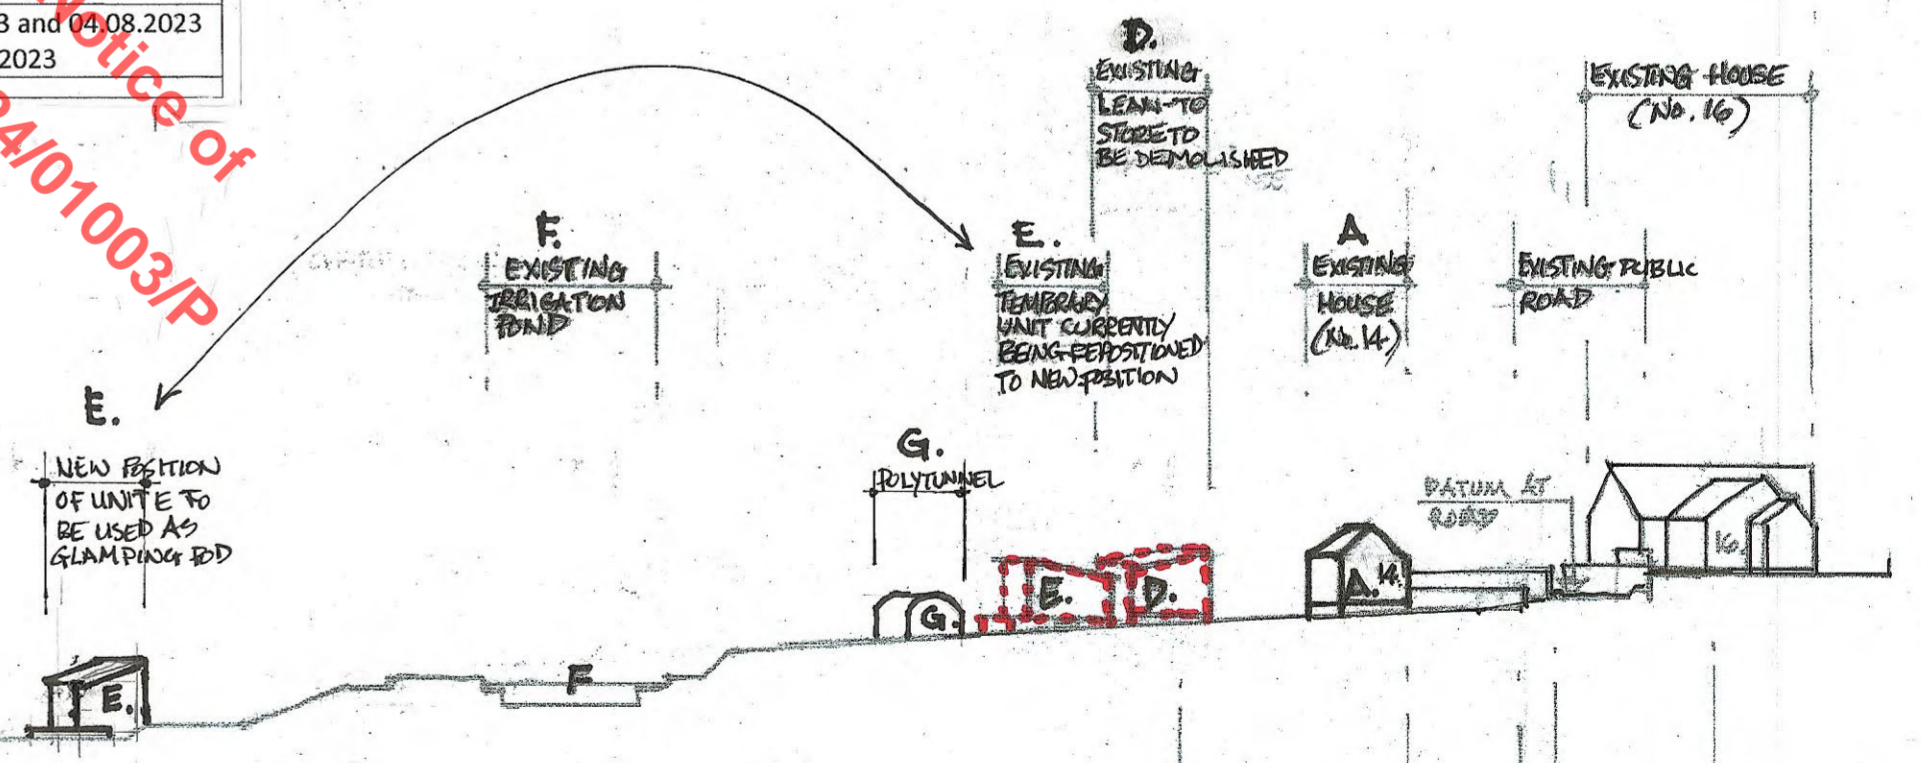 3 and 04.08.2023
2023
Notice of
24/01003/P
D.
EXISTING
LEAN-TO
STORE TO
BE DEMOLISHED
EXISTING HOUSE
(No. 16)
F.
EXISTING
IRRIGATION
POND
E.
EXISTING
TEMPORARY
UNIT CURRENTLY
BEING REPOSITIONED
TO NEW POSITION
A
EXISTING
HOUSE
(No. 14.)
EXISTING PUBLIC
ROAD
E.
NEW POSITION
OF UNIT E TO
BE USED AS
GLAMPING POD
G.
POLYTUNNEL
DATUM AT
ROAD
16.
E.
D.
A. 14.
G.
F
E.